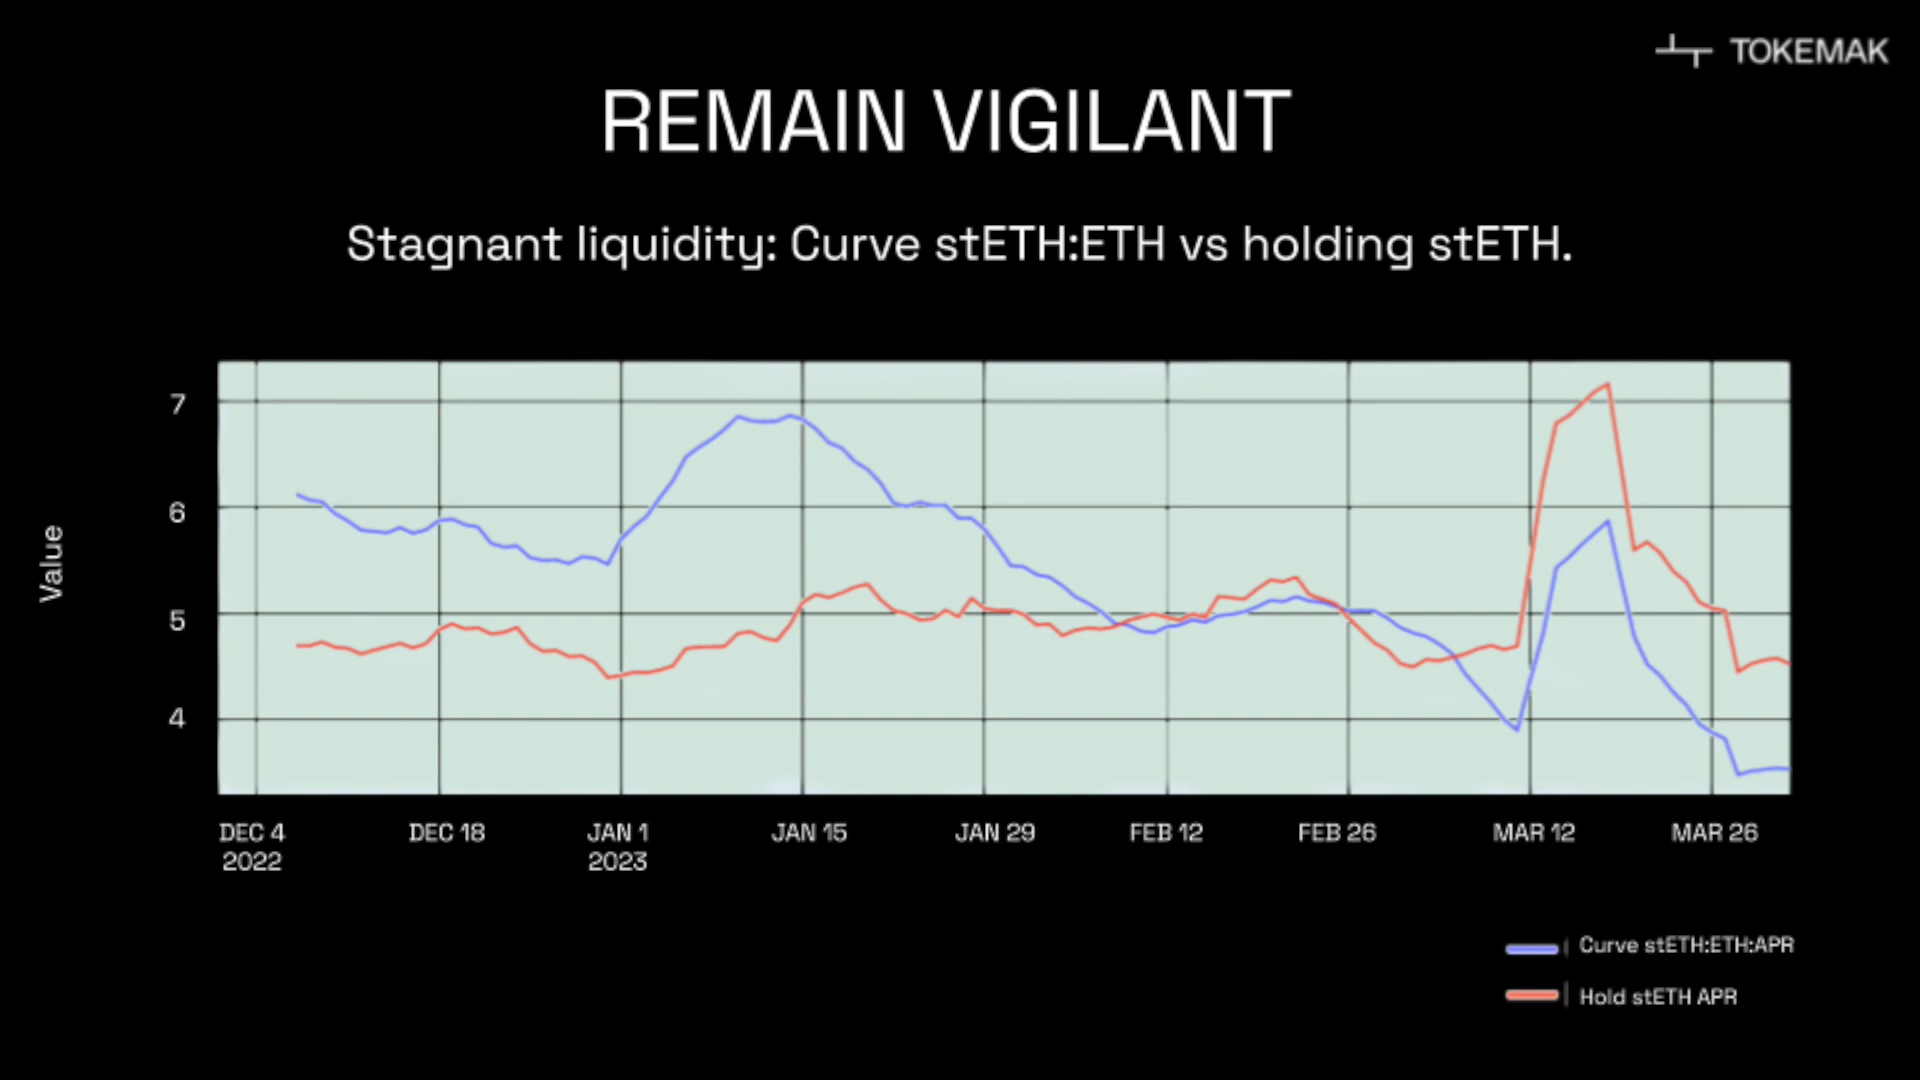 TOKEMAK
REMAIN VIGILANT
Stagnant liquidity: Curve stETH:ETH vs holding stETH.
Value
7
6
5
4
DEC 4 2022
DEC 18
JAN 1 2023
JAN 15
JAN 29
FEB 12
FEB 26
MAR 12
MAR 26
Curve stETH:ETH:APR
Hold stETH APR